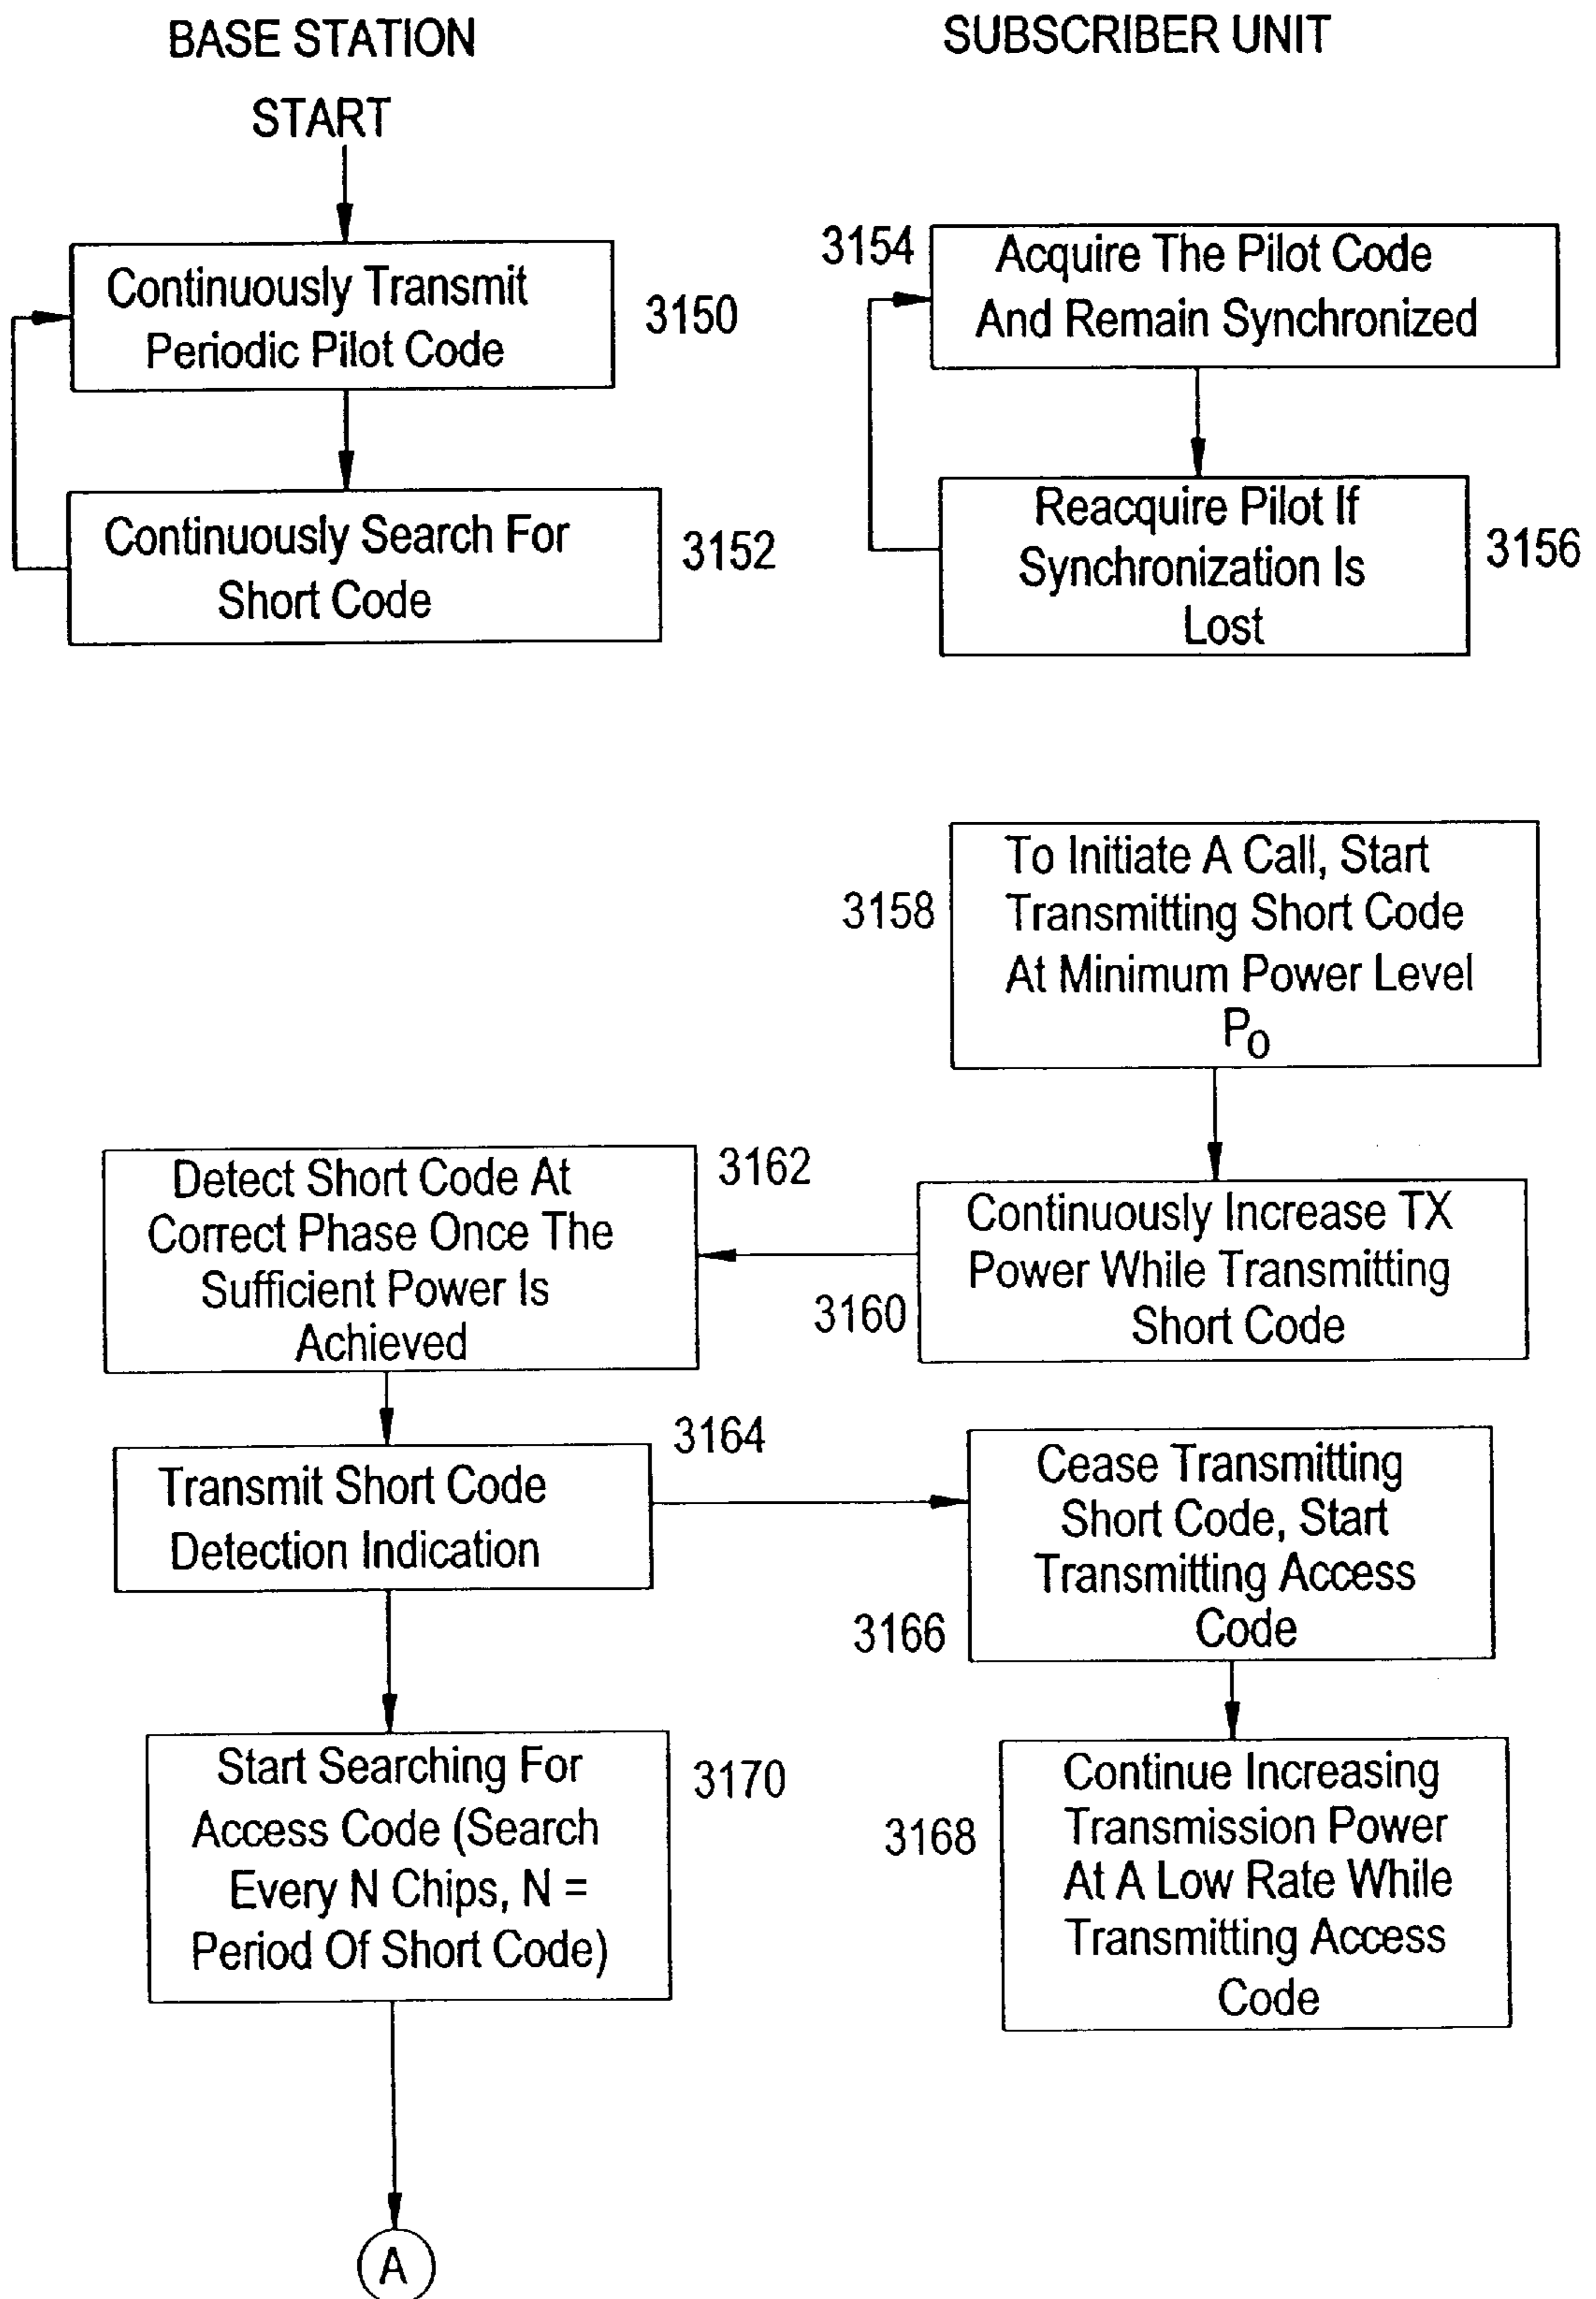 BASE STATION
SUBSCRIBER UNIT
START
Continuously Transmit
Periodic Pilot Code
3150
3154
Acquire The Pilot Code
And Remain Synchronized
Continuously Search For
Short Code
3152
Reacquire Pilot If
Synchronization Is
Lost
3156
3158
To Initiate A Call, Start
Transmitting Short Code
At Minimum Power Level
P0
Detect Short Code At
Correct Phase Once The
Sufficient Power Is
Achieved
3162
Continuously Increase TX
Power While Transmitting
Short Code
3160
Transmit Short Code
Detection Indication
3164
Cease Transmitting
Short Code, Start
Transmitting Access
Code
3166
Start Searching For
Access Code (Search
Every N Chips, N =
Period Of Short Code)
3170
3168
Continue Increasing
Transmission Power
At A Low Rate While
Transmitting Access
Code
A